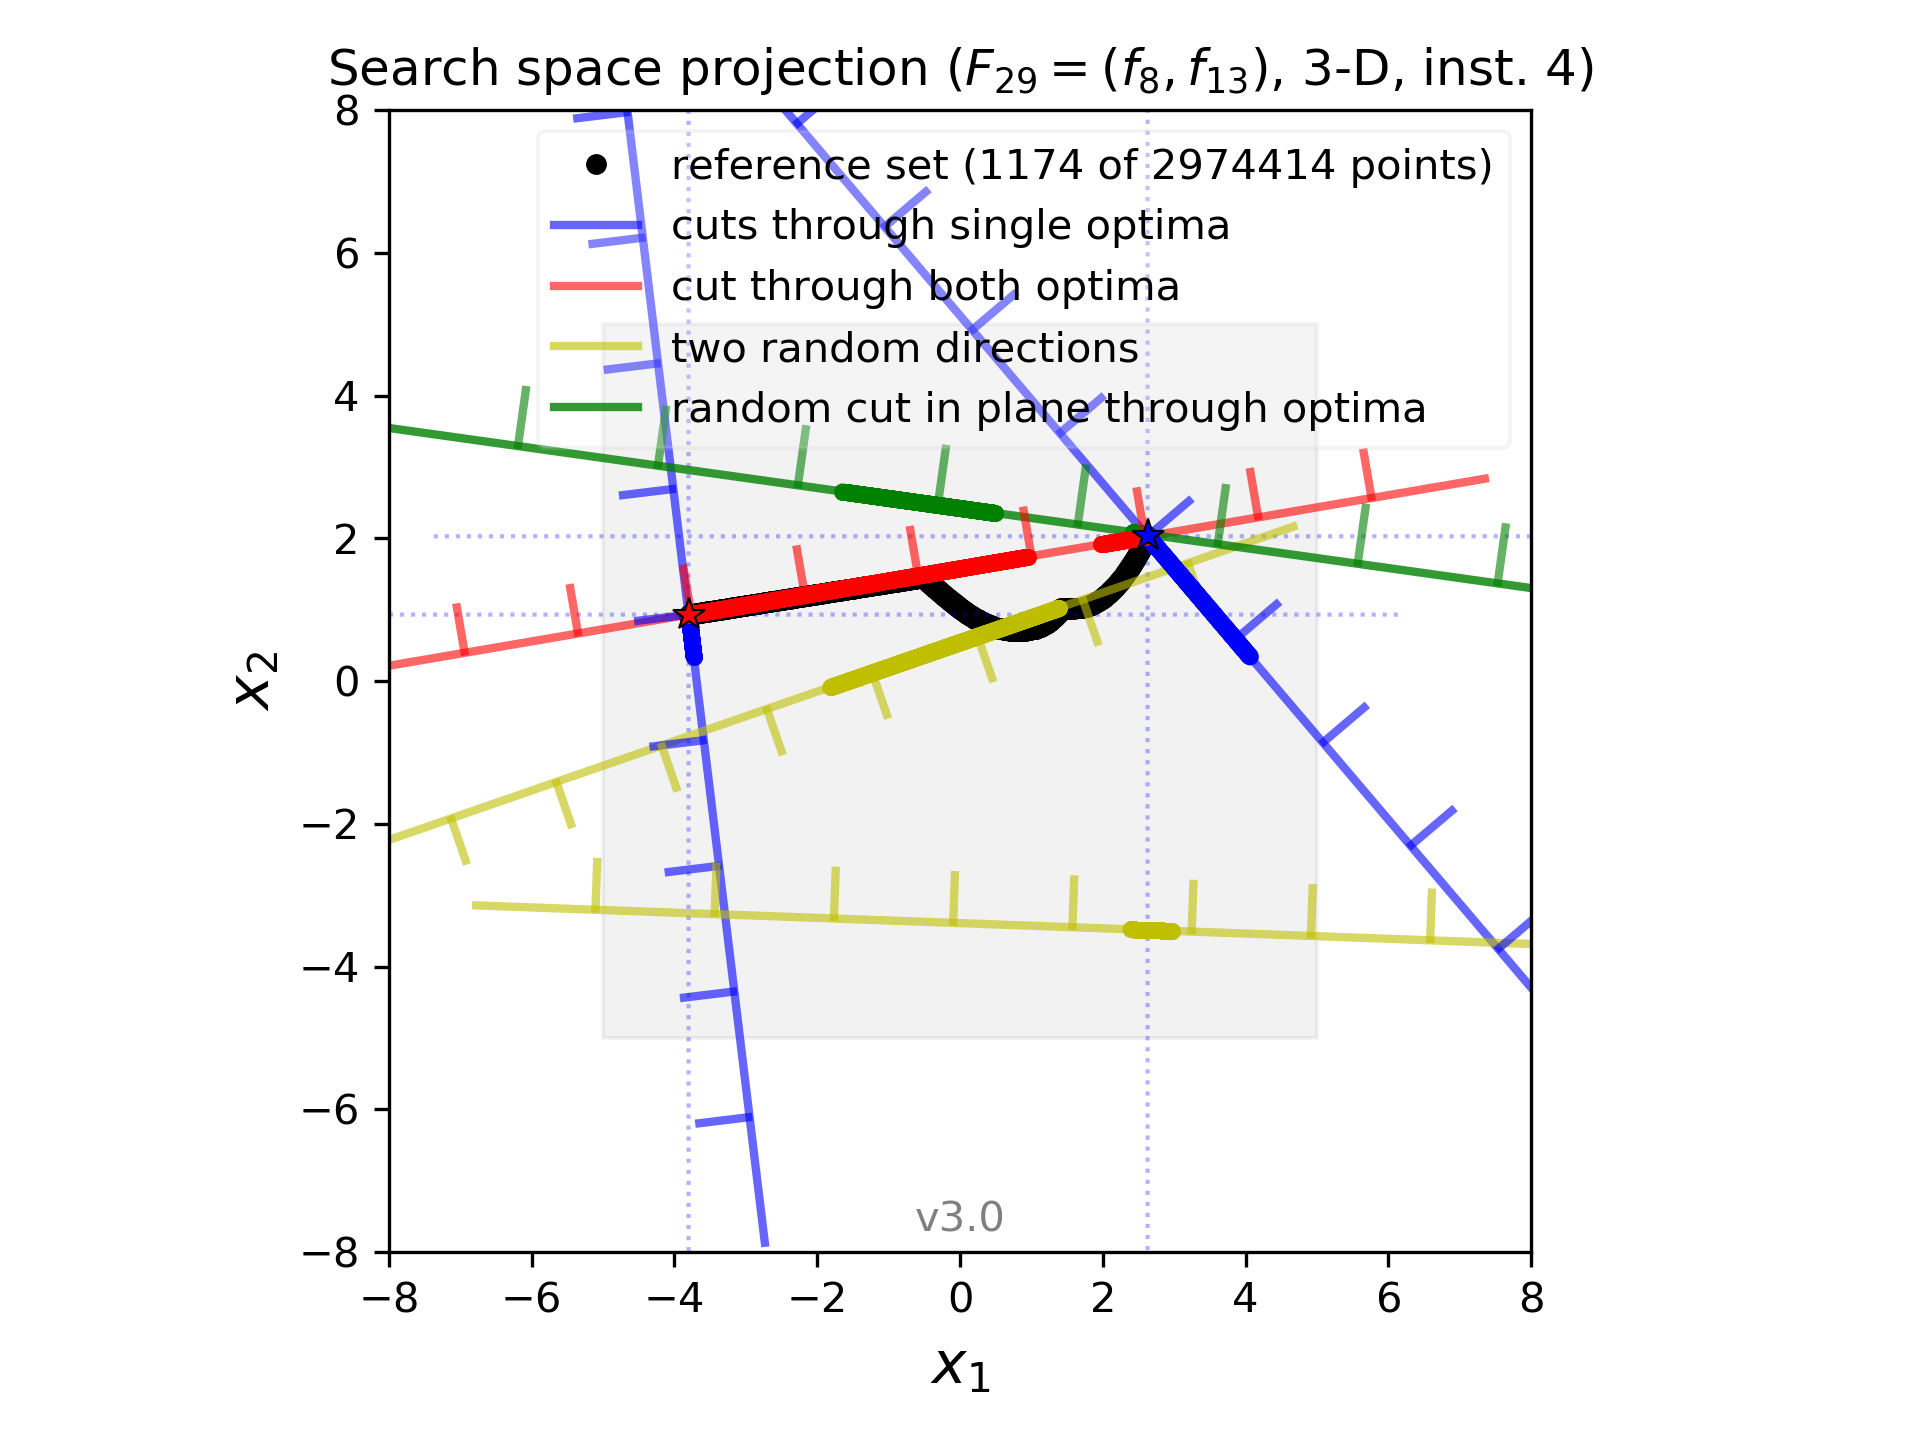 Search space projection (F29 = (f8, f13), 3-D, inst. 4)
reference set (1174 of 2974414 points)
cuts through single optima
cut through both optima
two random directions
random cut in plane through optima
8
6
4
2
0
−2
−4
−6
−8
x2
v3.0
−8 −6 −4 −2 0 2 4 6 8
x1